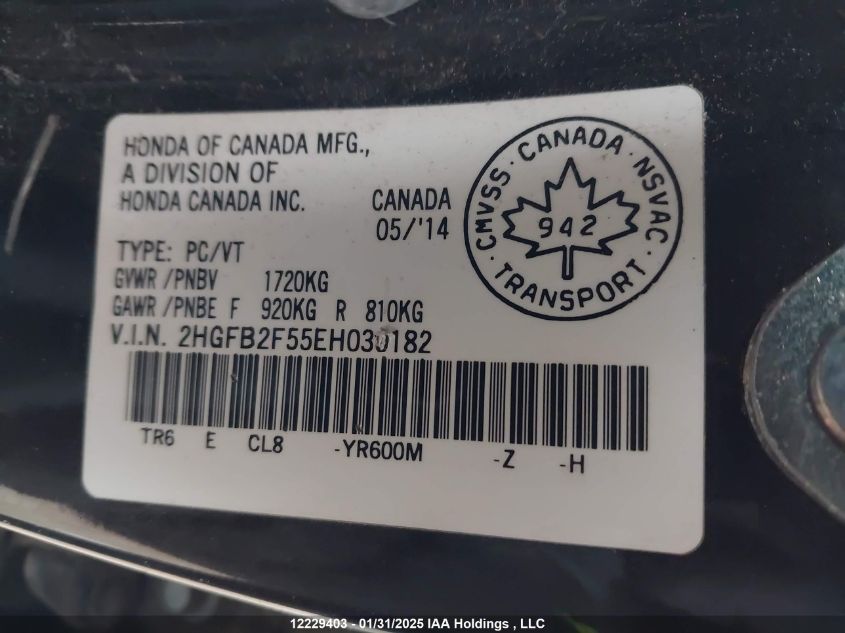 HONDA OF CANADA MFG.,
A DIVISION OF
HONDA CANADA INC.
CANADA
05/'14
CMVSS · CANADA · NSVAC · TRANSPORT ·
942
TYPE: PC/VT
GVWR /PNBV 1720KG
GAWR /PNBE F 920KG R 810KG
V.I.N. 2HGFB2F55EH030182
TR6 E CL8 -YR600M -Z -H
12229403 - 01/31/2025 IAA Holdings , LLC